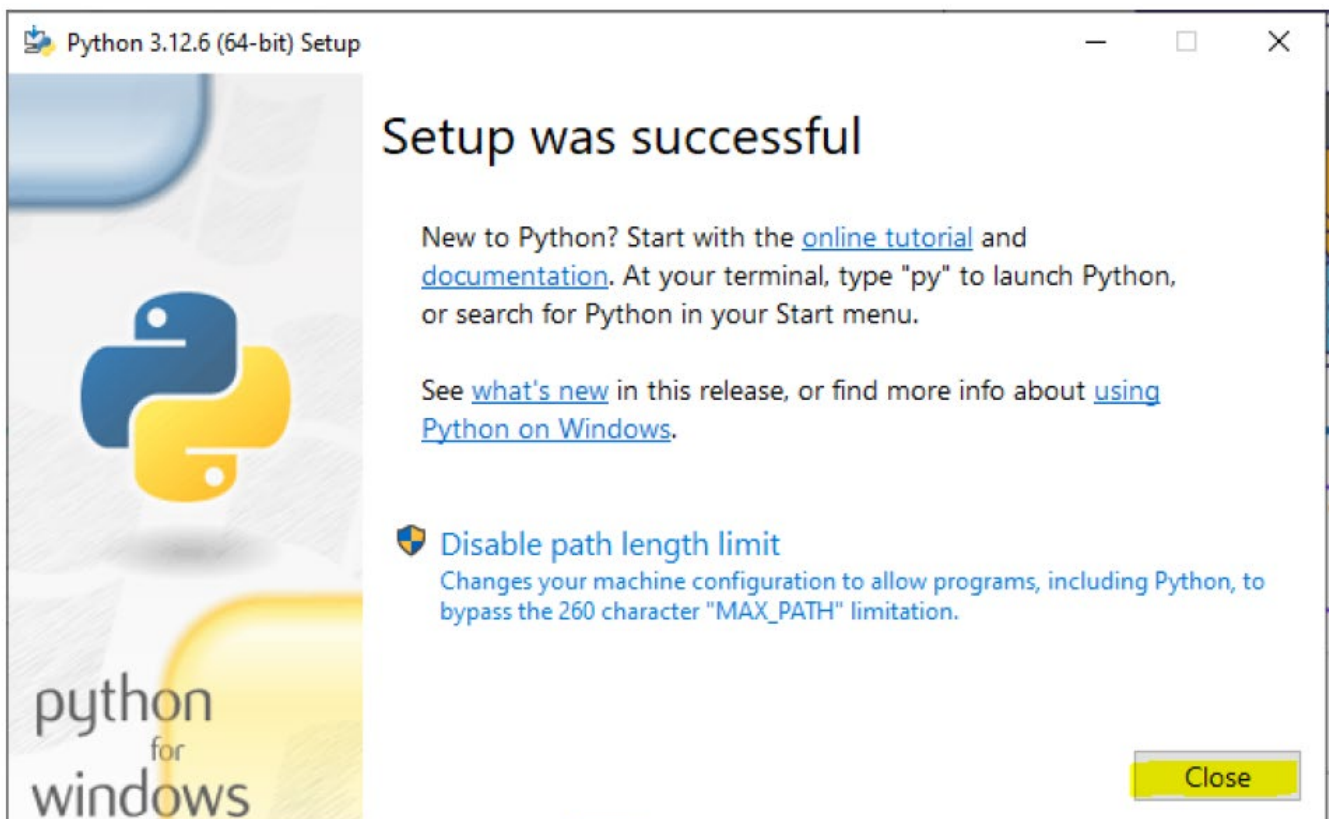 Python 3.12.6 (64-bit) Setup
Setup was successful
New to Python? Start with the online tutorial and
documentation. At your terminal, type "py" to launch Python,
or search for Python in your Start menu.
See what's new in this release, or find more info about using
Python on Windows.
Disable path length limit
Changes your machine configuration to allow programs, including Python, to
bypass the 260 character "MAX_PATH" limitation.
python
for
windows
Close